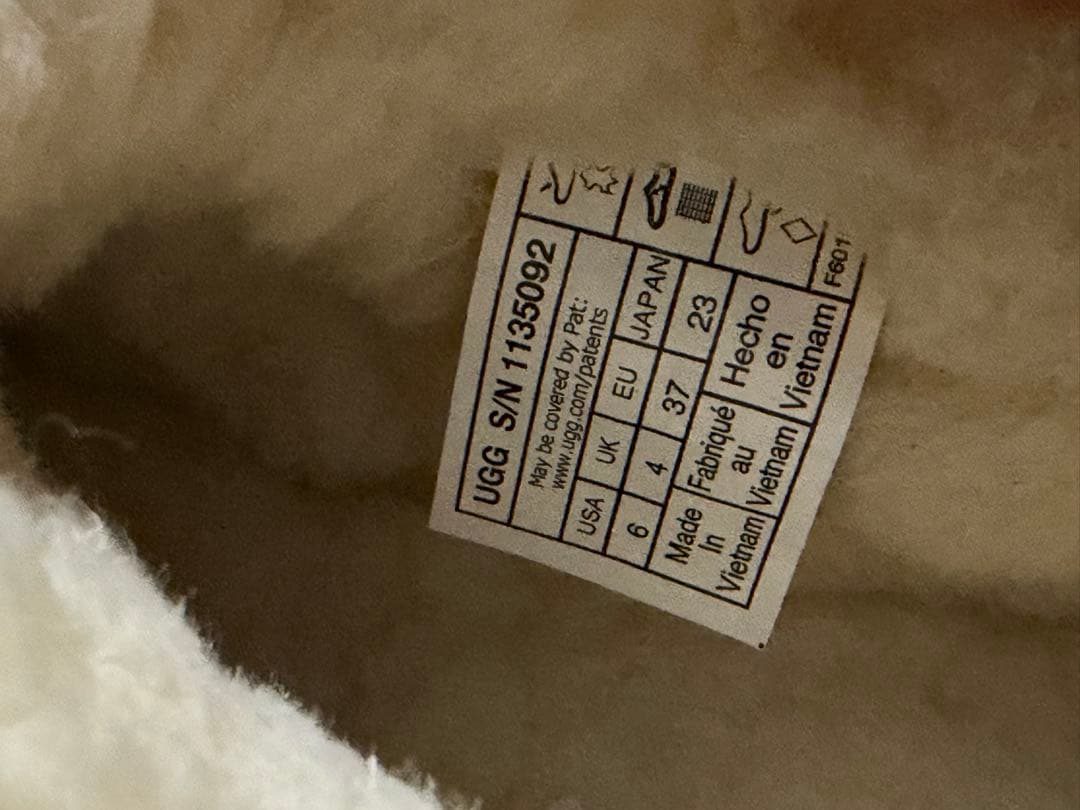 UGG S/N 1135092
May be covered by Pat:
www.ugg.com/patents
USA UK EU JAPAN
6 4 37 23
Made In Vietnam
Fabriqué au Vietnam
Hecho en Vietnam
F601